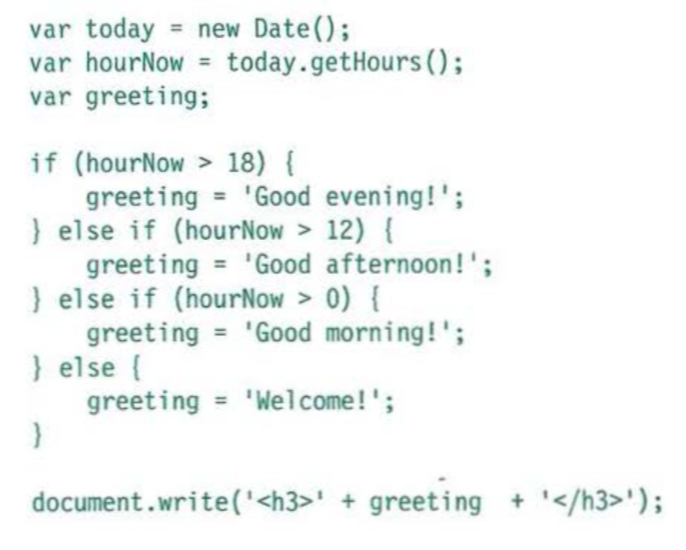 var today = new Date();
var hourNow = today.getHours();
var greeting;

if (hourNow > 18) {
    greeting = 'Good evening!';
} else if (hourNow > 12) {
    greeting = 'Good afternoon!';
} else if (hourNow > 0) {
    greeting = 'Good morning!';
} else {
    greeting = 'Welcome!';
}

document.write('<h3>' + greeting  + '</h3>');